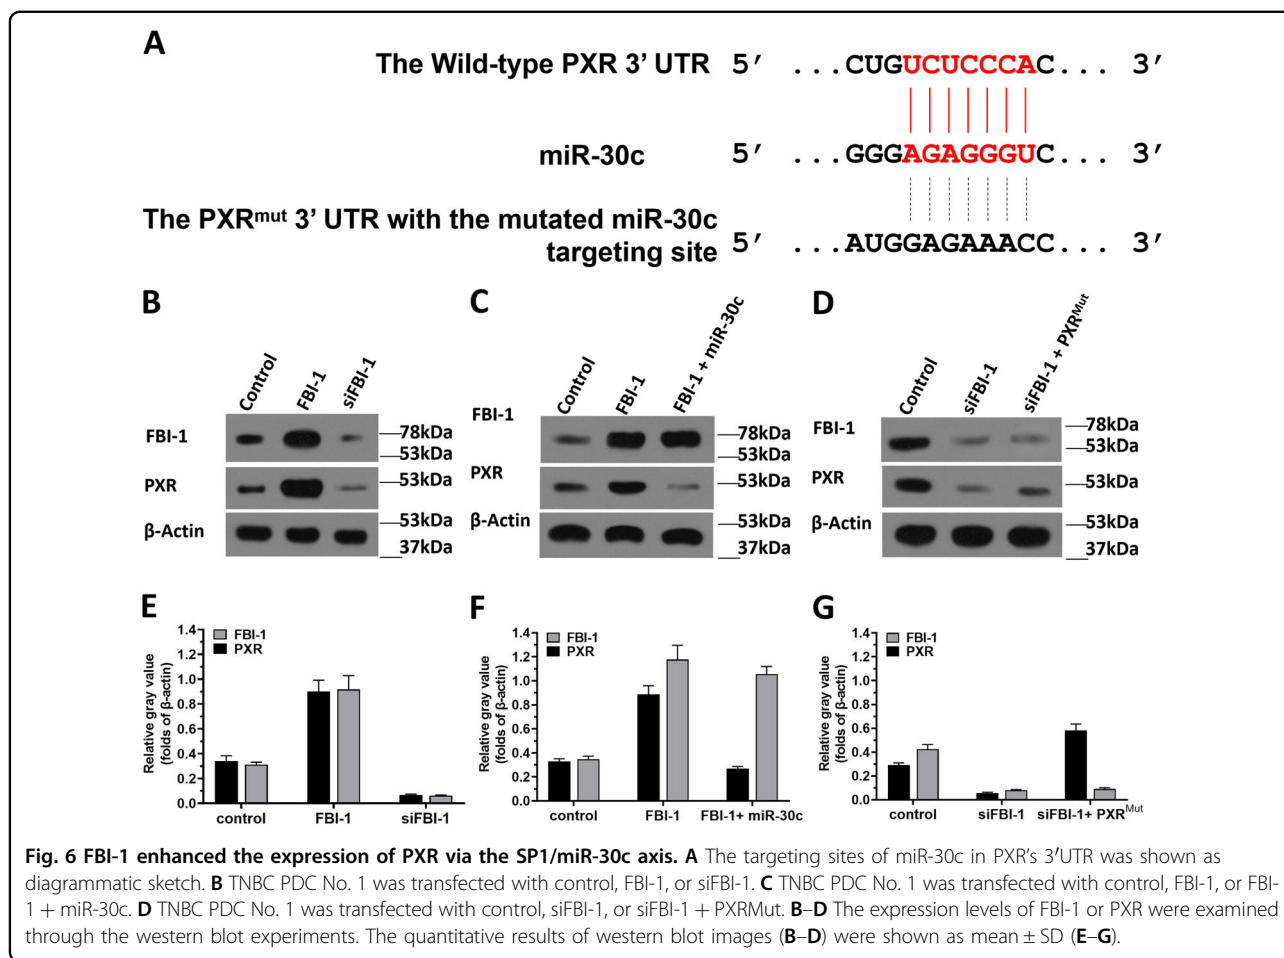 A
The Wild-type PXR 3' UTR 5' ...CUGUCUCCCAC... 3'
miR-30c 5' ...GGGAGAGGGUC... 3'
The PXRmut 3' UTR with the mutated miR-30c
targeting site 5' ...AUGGAGAAACC... 3'
B
Control FBI-1 siFBI-1
FBI-1 78kDa
53kDa
PXR 53kDa
β-Actin 53kDa
37kDa
C
Control FBI-1 FBI-1 + miR-30c
FBI-1
78kDa
53kDa
PXR 53kDa
β-Actin 53kDa
37kDa
D
Control siFBI-1 siFBI-1 + PXRMut
FBI-1 78kDa
53kDa
PXR 53kDa
β-Actin 53kDa
37kDa
E
Relative gray value
(folds of β-actin)
1.4
1.2
1.0
0.8
0.6
0.4
0.2
0.0
FBI-1
PXR
control FBI-1 siFBI-1
F
Relative gray value
(folds of β-actin)
1.4
1.2
1.0
0.8
0.6
0.4
0.2
0.0
FBI-1
PXR
control FBI-1 FBI-1+ miR-30c
G
Relative gray value
(folds of β-actin)
1.4
1.2
1.0
0.8
0.6
0.4
0.2
0.0
FBI-1
PXR
control siFBI-1 siFBI-1+ PXRMut
Fig. 6 FBI-1 enhanced the expression of PXR via the SP1/miR-30c axis. A The targeting sites of miR-30c in PXR's 3'UTR was shown as
diagrammatic sketch. B TNBC PDC No. 1 was transfected with control, FBI-1, or siFBI-1. C TNBC PDC No. 1 was transfected with control, FBI-1, or FBI-
1 + miR-30c. D TNBC PDC No. 1 was transfected with control, siFBI-1, or siFBI-1 + PXRMut. B–D The expression levels of FBI-1 or PXR were examined
through the western blot experiments. The quantitative results of western blot images (B–D) were shown as mean ± SD (E–G).